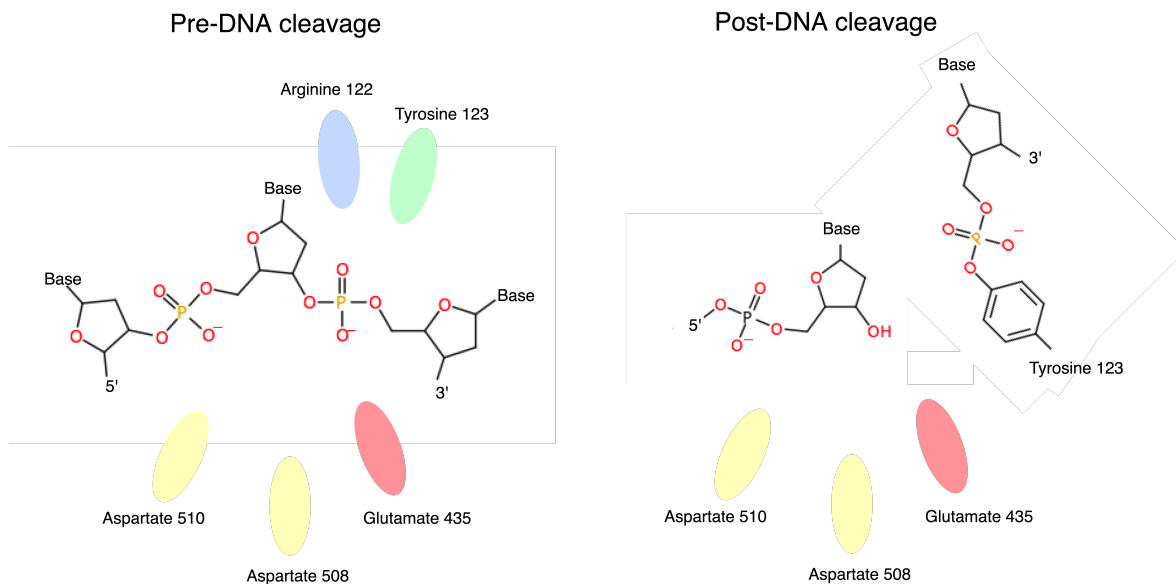 Pre-DNA cleavage
Arginine 122
Tyrosine 123
Base
O
Base
O
O
O
O
Base
P
O
P
O
O
O
O⁻
O⁻
O
5'
3'
Aspartate 510
Glutamate 435
Aspartate 508
Post-DNA cleavage
Base
O
3'
O
O
P
O⁻
O
Base
O
O
O
5'
P
O
OH
O⁻
Tyrosine 123
Aspartate 510
Glutamate 435
Aspartate 508